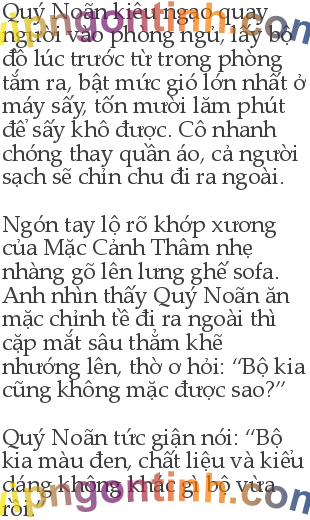 Quý Noãn kiêu ngạo quay
người vào phòng ngủ, lấy bộ
đồ lúc trước từ trong phòng
tắm ra, bật mức gió lớn nhất ở
máy sấy, tốn mười lăm phút
để sấy khô được. Cô nhanh
chóng thay quần áo, cả người
sạch sẽ chỉn chu đi ra ngoài.
Ngón tay lộ rõ khớp xương
của Mặc Cảnh Thâm nhẹ
nhàng gõ lên lưng ghế sofa.
Anh nhìn thấy Quý Noãn ăn
mặc chỉnh tề đi ra ngoài thì
cặp mắt sâu thẳm khẽ
nhướng lên, thờ ơ hỏi: “Bộ kia
cũng không mặc được sao?”
Quý Noãn tức giận nói: “Bộ
kia màu đen, chất liệu và kiểu
dáng không khác gì bộ vừa
rồi
vipngontinh.com
vipngontinh.com